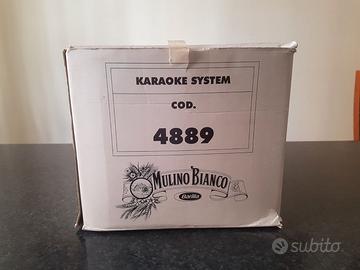 KARAOKE SYSTEM
COD.
4889
MULINO BIANCO
Barilla
subito